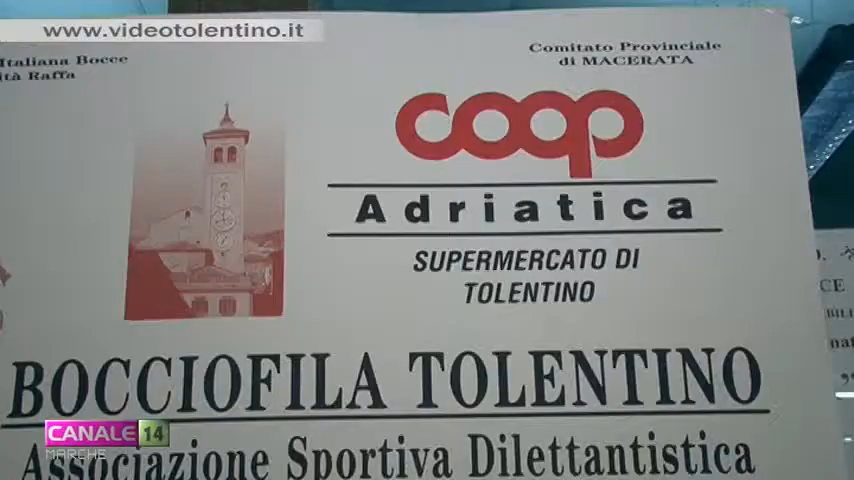 www.videotolentino.it
Italiana Bocce
ità Raffa
Comitato Provinciale
di MACERATA
coop
Adriatica
SUPERMERCATO DI
TOLENTINO
BOCCIOFILA TOLENTINO
Associazione Sportiva Dilettantistica
CANALE 14
MARCHE